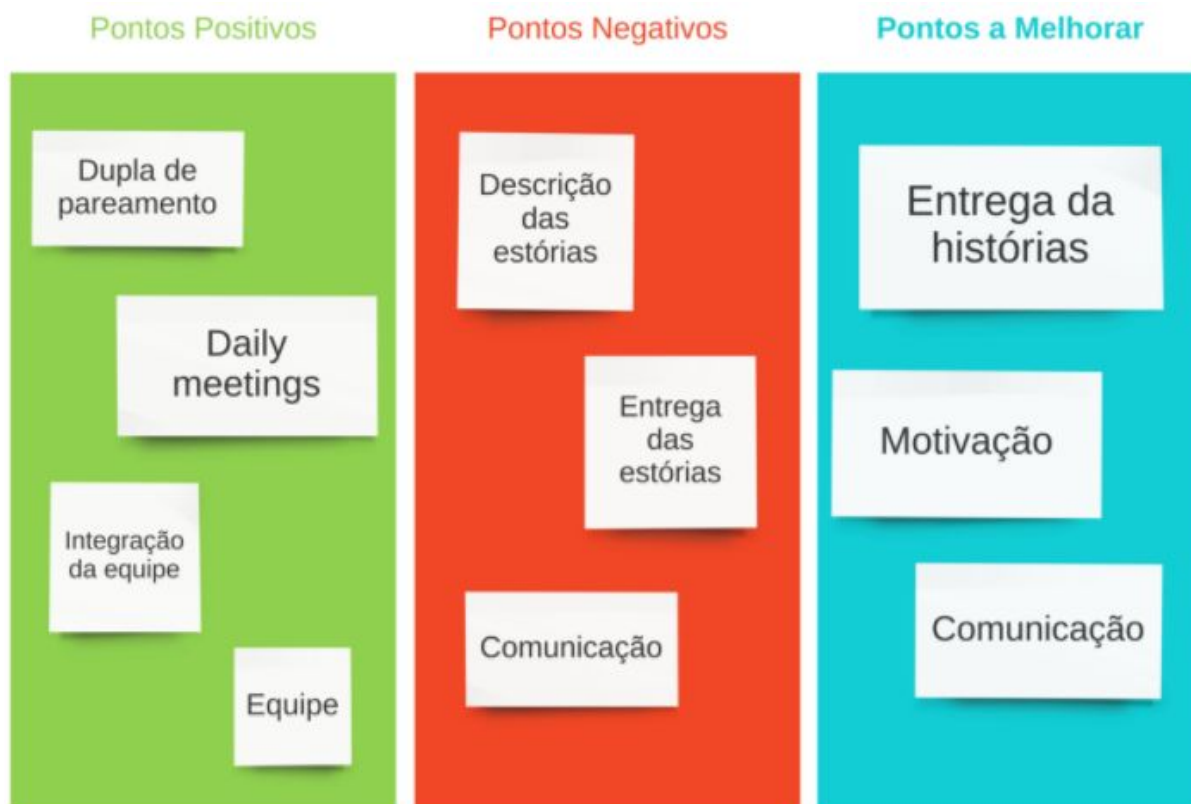 Pontos Positivos
Dupla de
pareamento
Daily
meetings
Integração
da equipe
Equipe
Pontos Negativos
Descrição
das
estórias
Entrega
das
estórias
Comunicação
Pontos a Melhorar
Entrega da
histórias
Motivação
Comunicação